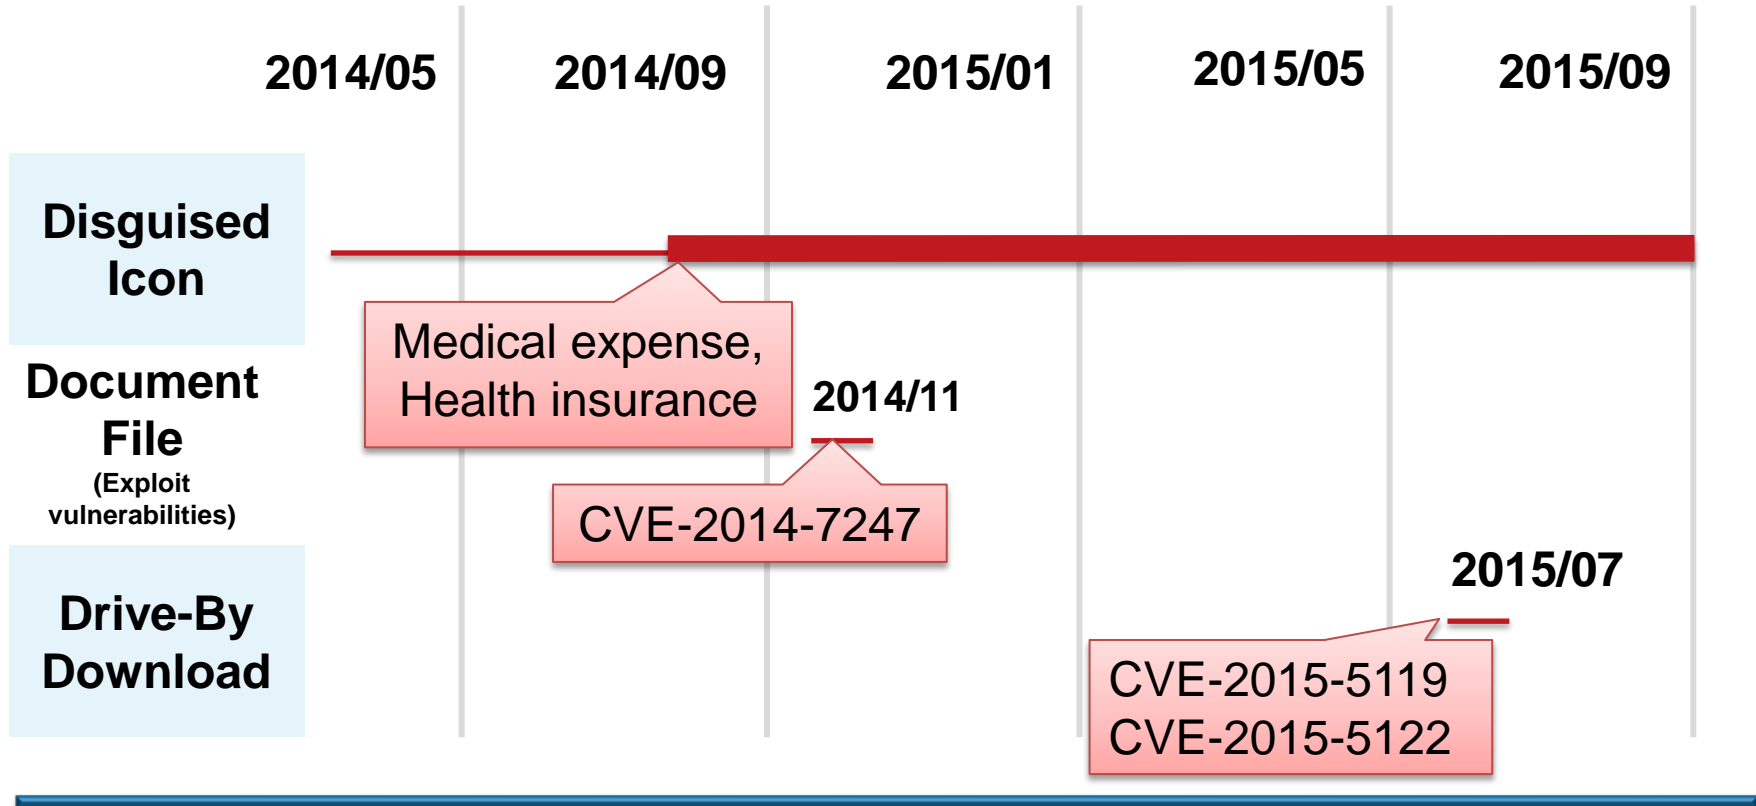 2014/05
2014/09
2015/01
2015/05
2015/09
Disguised
Icon
Medical expense,
Health insurance
Document
File
(Exploit
vulnerabilities)
2014/11
CVE-2014-7247
Drive-By
Download
2015/07
CVE-2015-5119
CVE-2015-5122